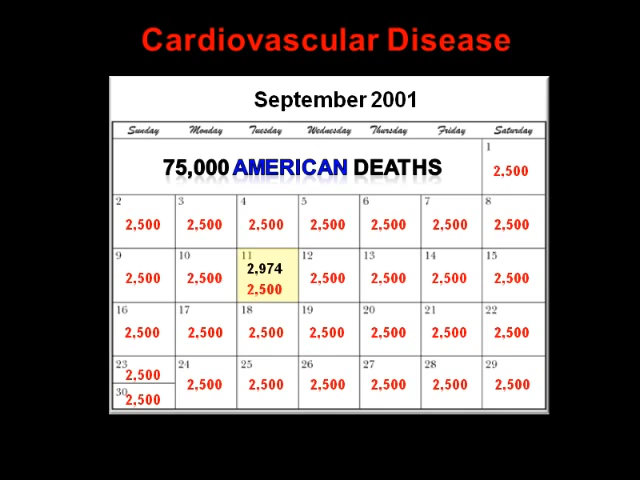 Cardiovascular Disease
September 2001
Sunday Monday Tuesday Wednesday Thursday Friday Saturday
75,000 AMERICAN DEATHS
1
2,500
2 3 4 5 6 7 8
2,500 2,500 2,500 2,500 2,500 2,500 2,500
9 10 11 12 13 14 15
2,974
2,500 2,500 2,500 2,500 2,500 2,500 2,500
16 17 18 19 20 21 22
2,500 2,500 2,500 2,500 2,500 2,500 2,500
23 24 25 26 27 28 29
2,500
2,500 2,500 2,500 2,500 2,500 2,500
30
2,500